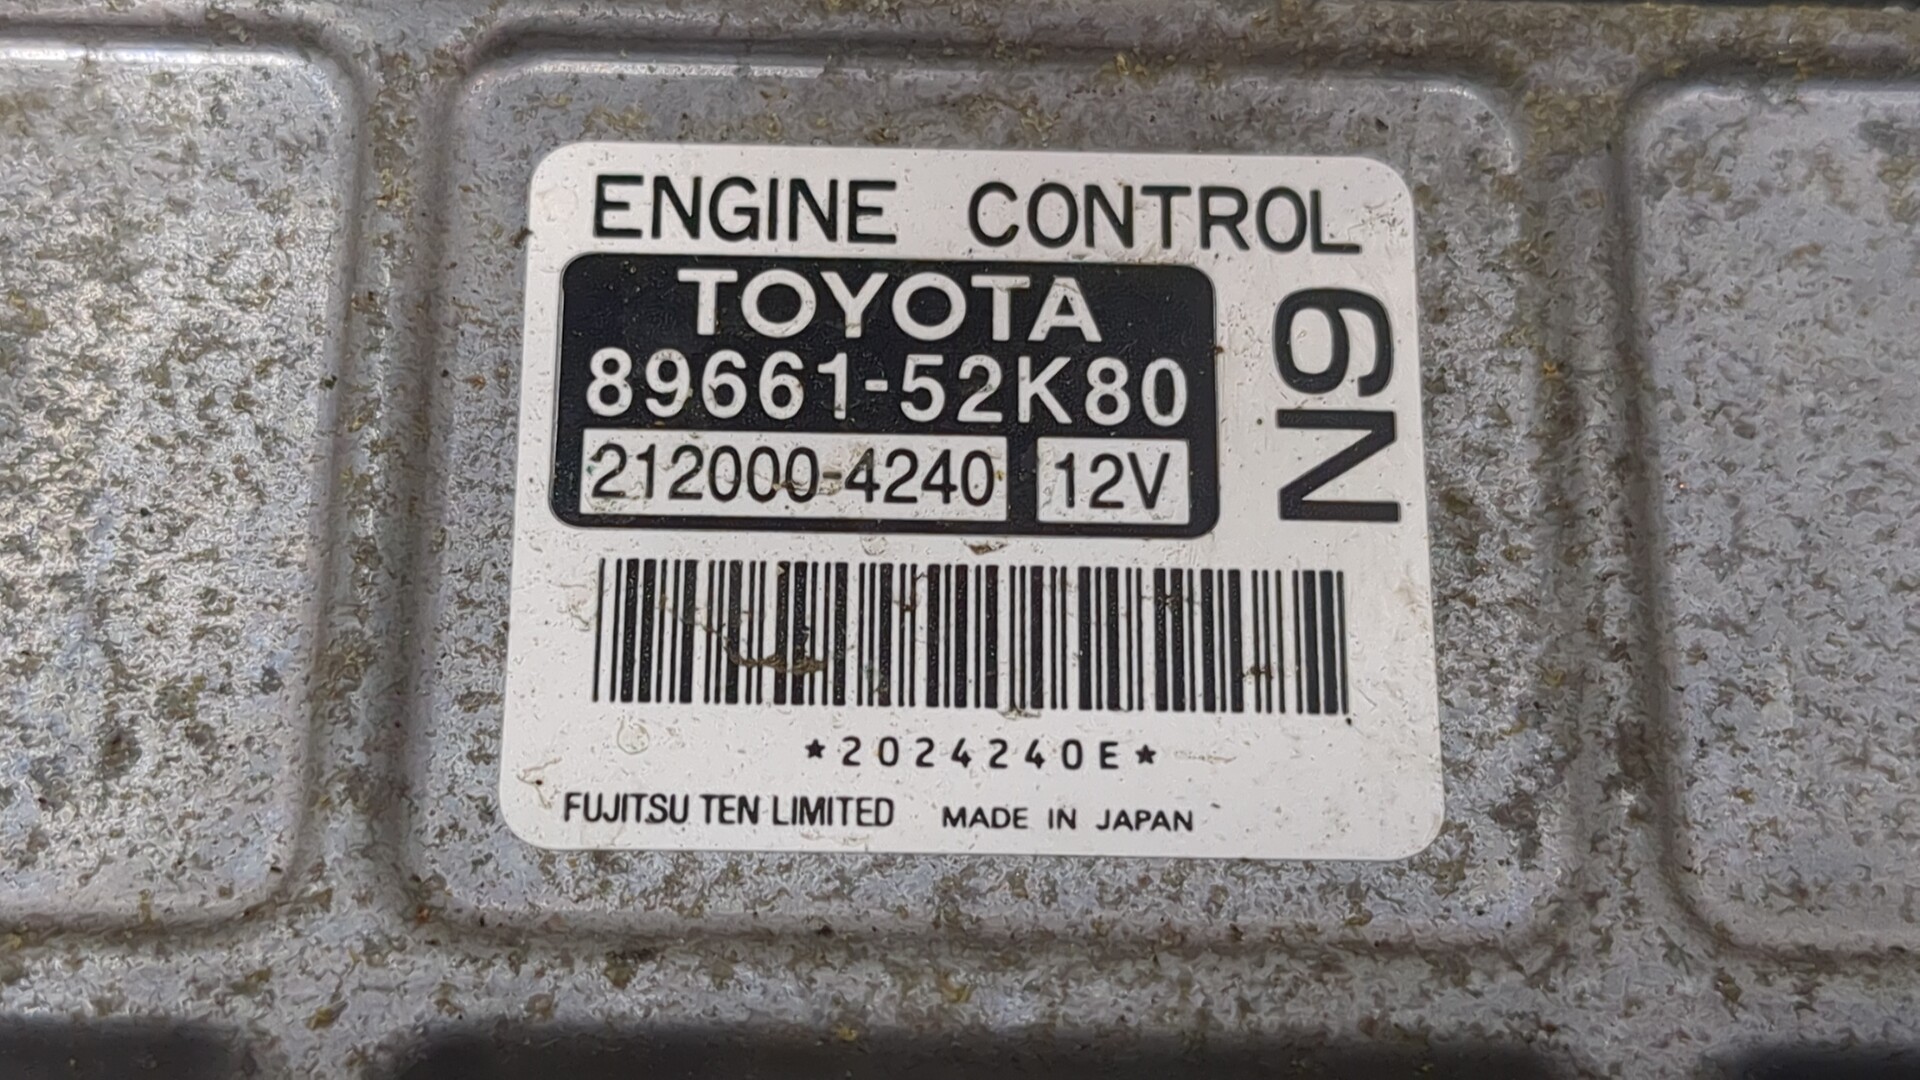 ENGINE CONTROL
TOYOTA
89661-52K80
212000-4240 12V
N9
*2024240E*
FUJITSU TEN LIMITED MADE IN JAPAN